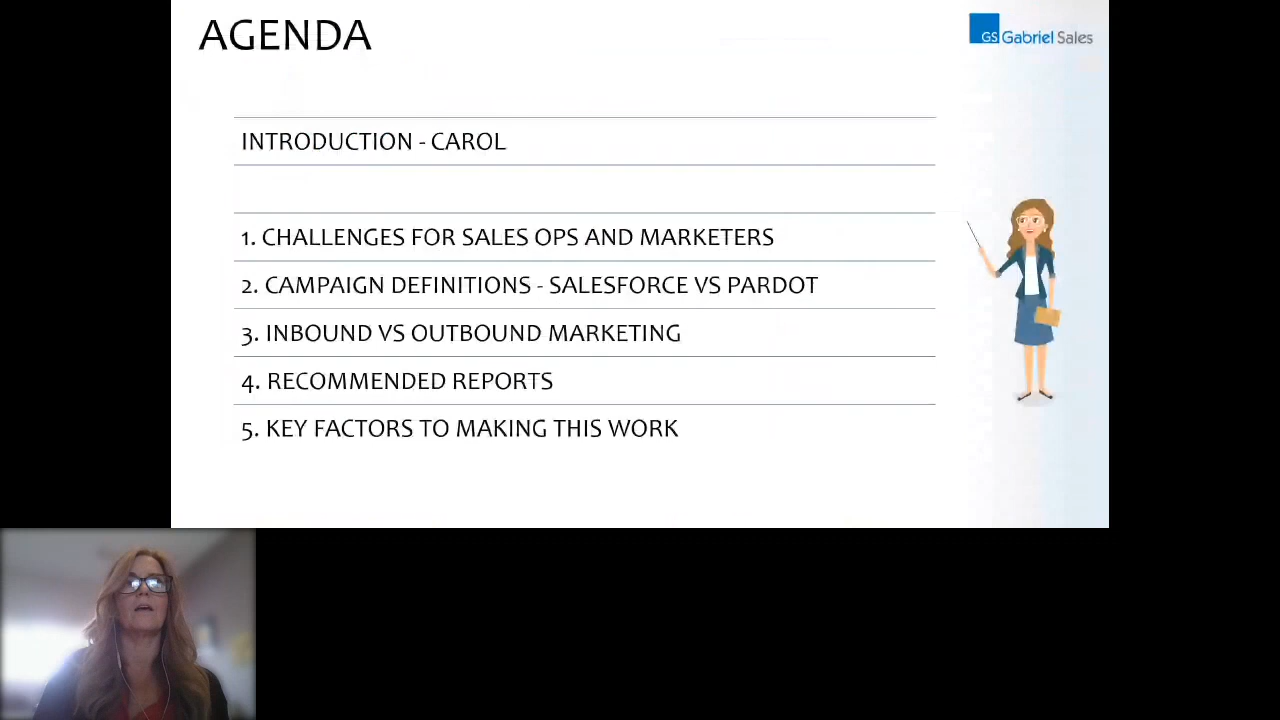 AGENDA
GS Gabriel Sales
INTRODUCTION - CAROL
1. CHALLENGES FOR SALES OPS AND MARKETERS
2. CAMPAIGN DEFINITIONS - SALESFORCE VS PARDOT
3. INBOUND VS OUTBOUND MARKETING
4. RECOMMENDED REPORTS
5. KEY FACTORS TO MAKING THIS WORK